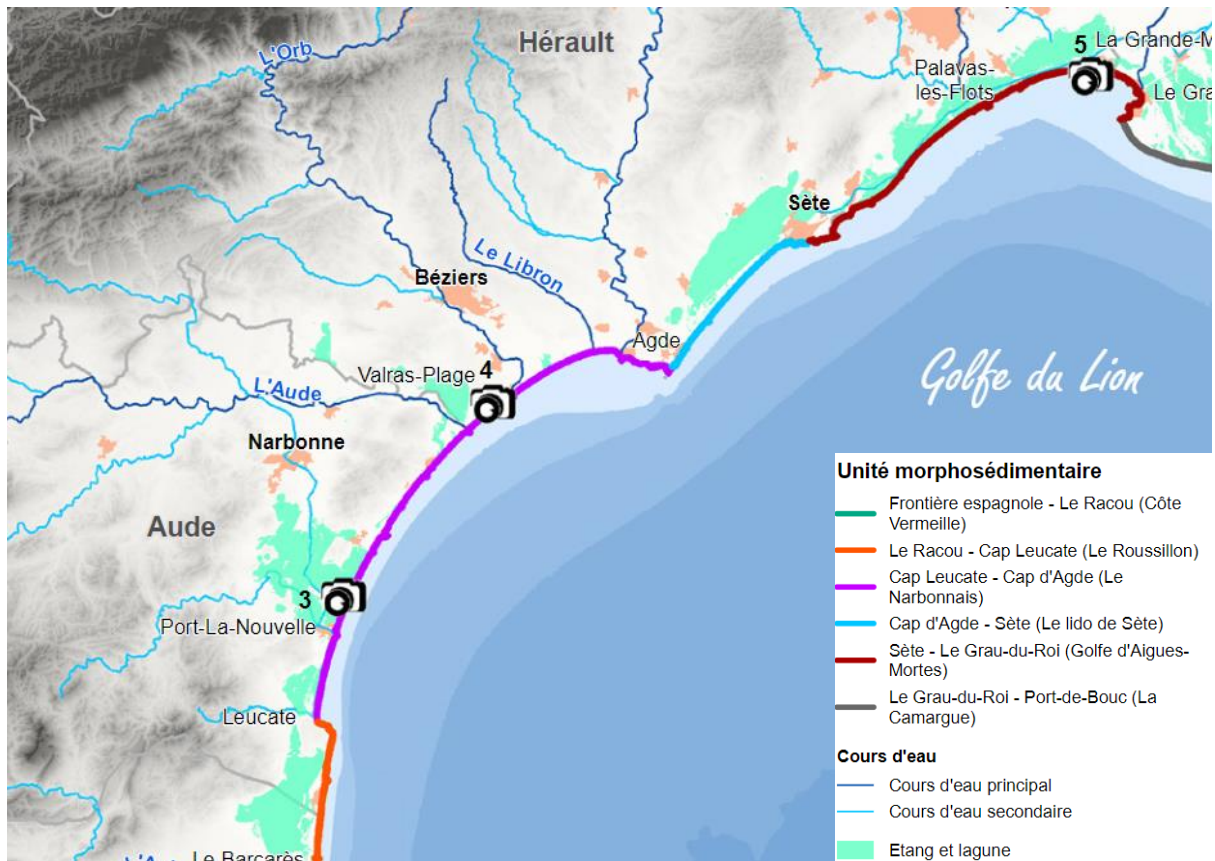 L'Orb
Hérault
5
La Grande-M
Palavas-
les-Flots
Le Gra
Sète
Le Libron
Béziers
Agde
Valras-Plage
4
L'Aude
Golfe du Lion
Narbonne
Aude
3
Port-La-Nouvelle
Leucate
Le Barcarès
L'A
Unité morphosédimentaire
Frontière espagnole - Le Racou (Côte
Vermeille)
Le Racou - Cap Leucate (Le Roussillon)
Cap Leucate - Cap d'Agde (Le
Narbonnais)
Cap d'Agde - Sète (Le lido de Sète)
Sète - Le Grau-du-Roi (Golfe d'Aigues-
Mortes)
Le Grau-du-Roi - Port-de-Bouc (La
Camargue)
Cours d'eau
Cours d'eau principal
Cours d'eau secondaire
Etang et lagune